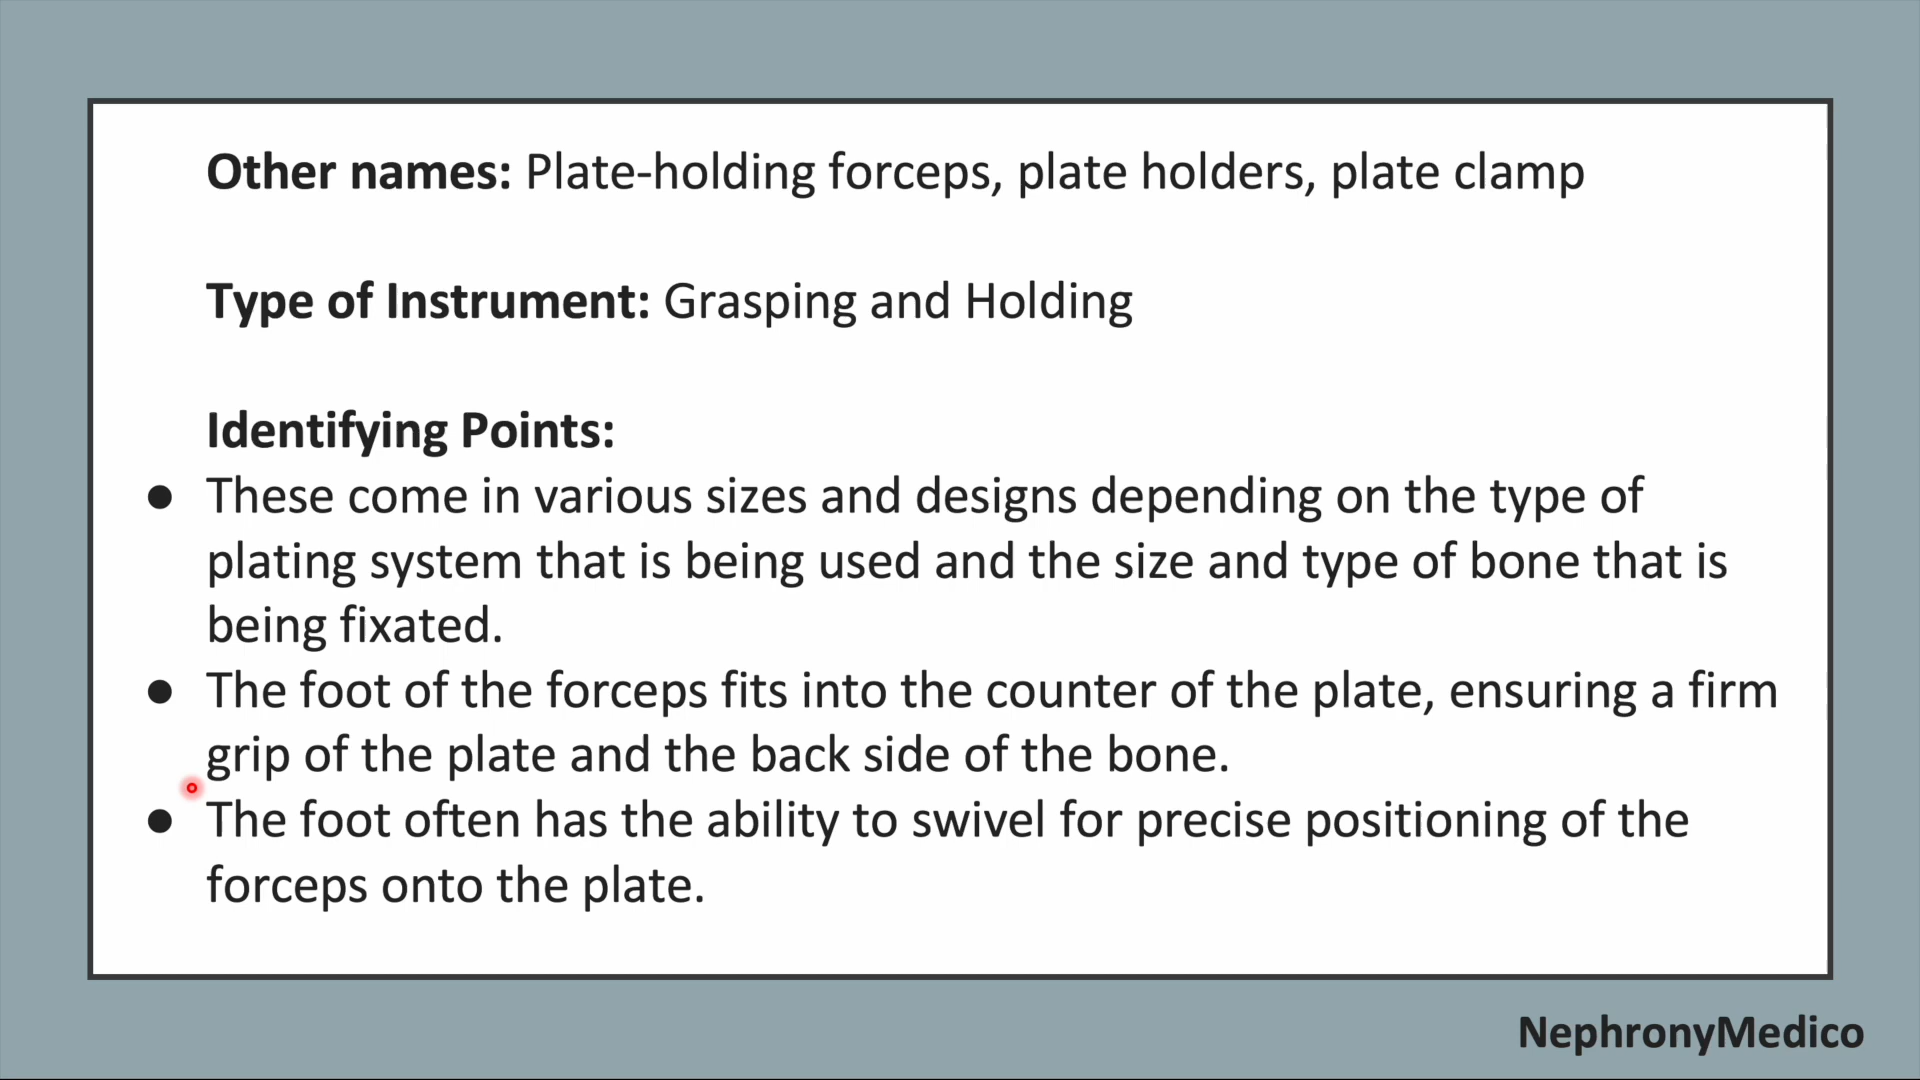 Other names: Plate-holding forceps, plate holders, plate clamp
Type of Instrument: Grasping and Holding
Identifying Points:
● These come in various sizes and designs depending on the type of
plating system that is being used and the size and type of bone that is
being fixated.
● The foot of the forceps fits into the counter of the plate, ensuring a firm
grip of the plate and the back side of the bone.
● The foot often has the ability to swivel for precise positioning of the
forceps onto the plate.
NephronyMedico